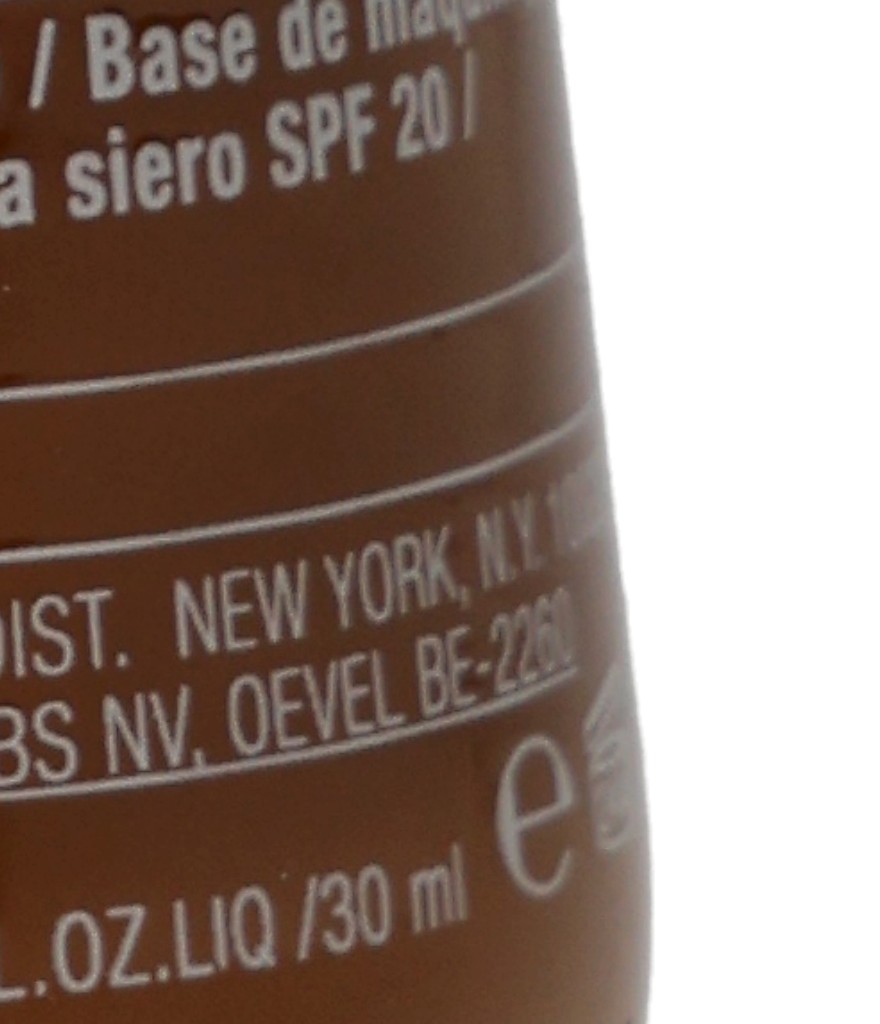 / Base de
a siero SPF 20 /
DIST. NEW YORK, N.Y.
BS NV, OEVEL BE-2260
L.OZ.LIQ /30 ml e